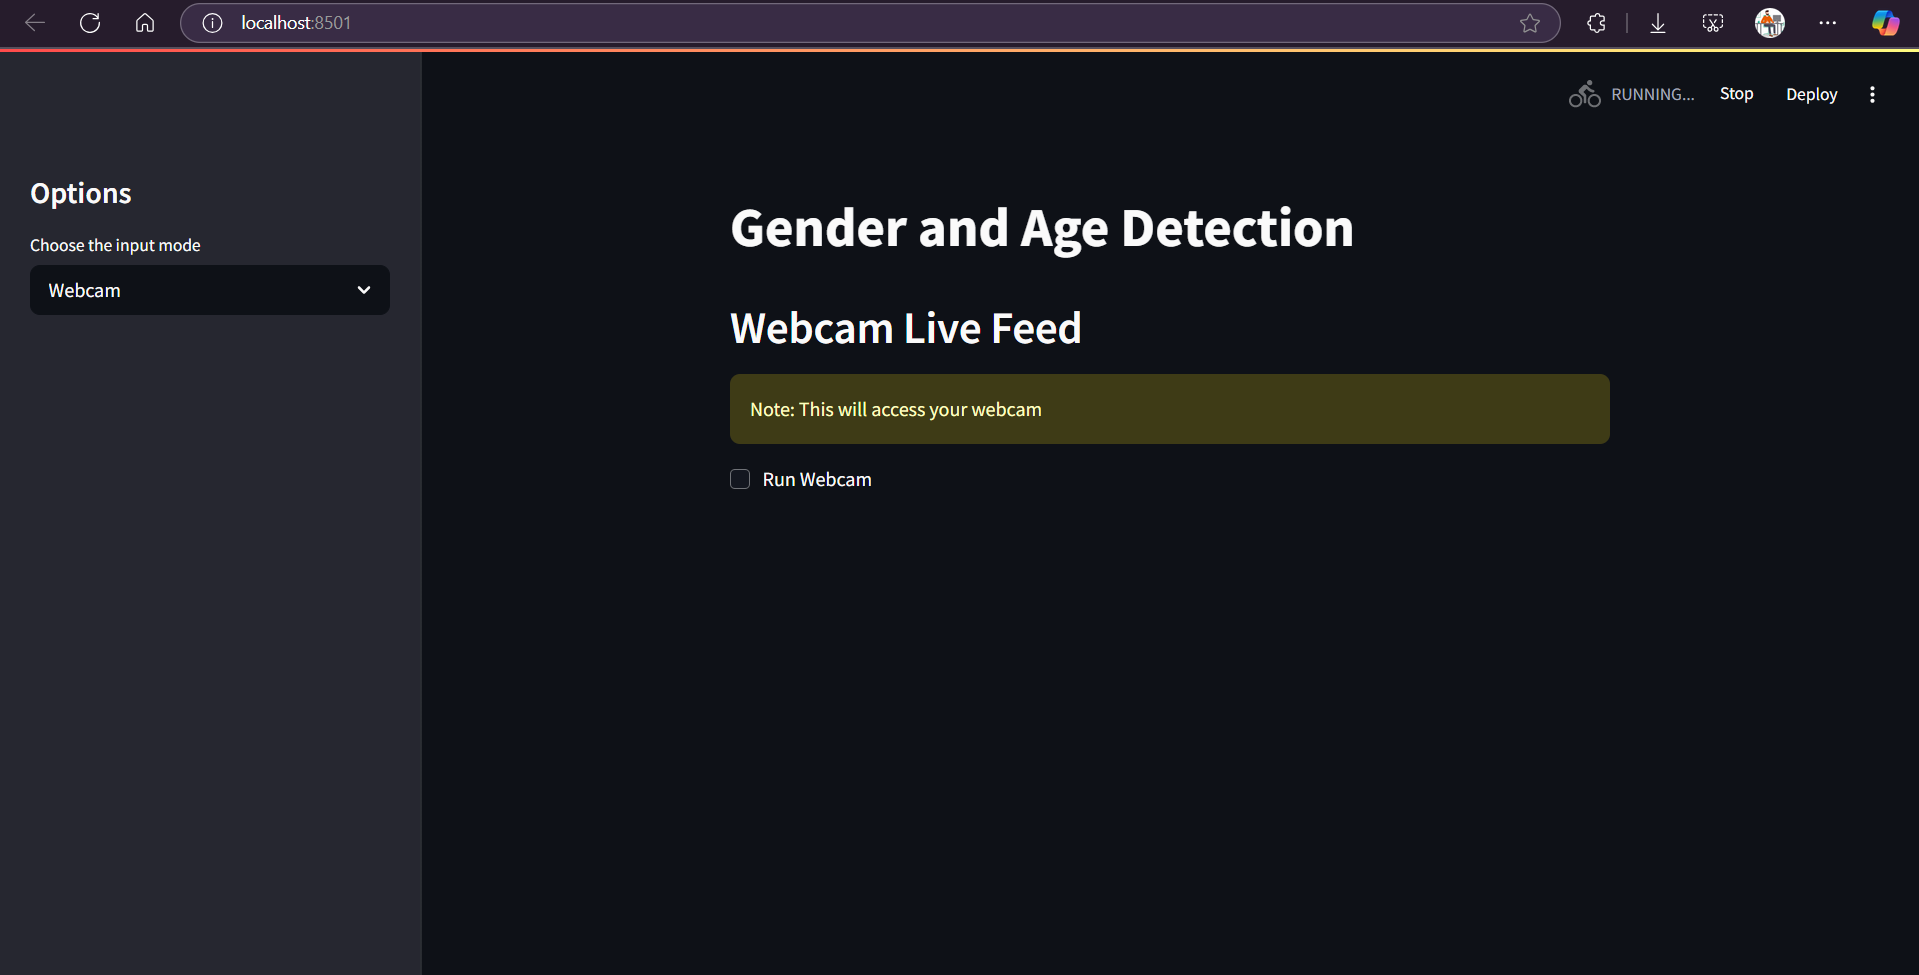 localhost:8501
RUNNING...
Stop
Deploy
Options
Choose the input mode
Webcam
Gender and Age Detection
Webcam Live Feed
Note: This will access your webcam
Run Webcam